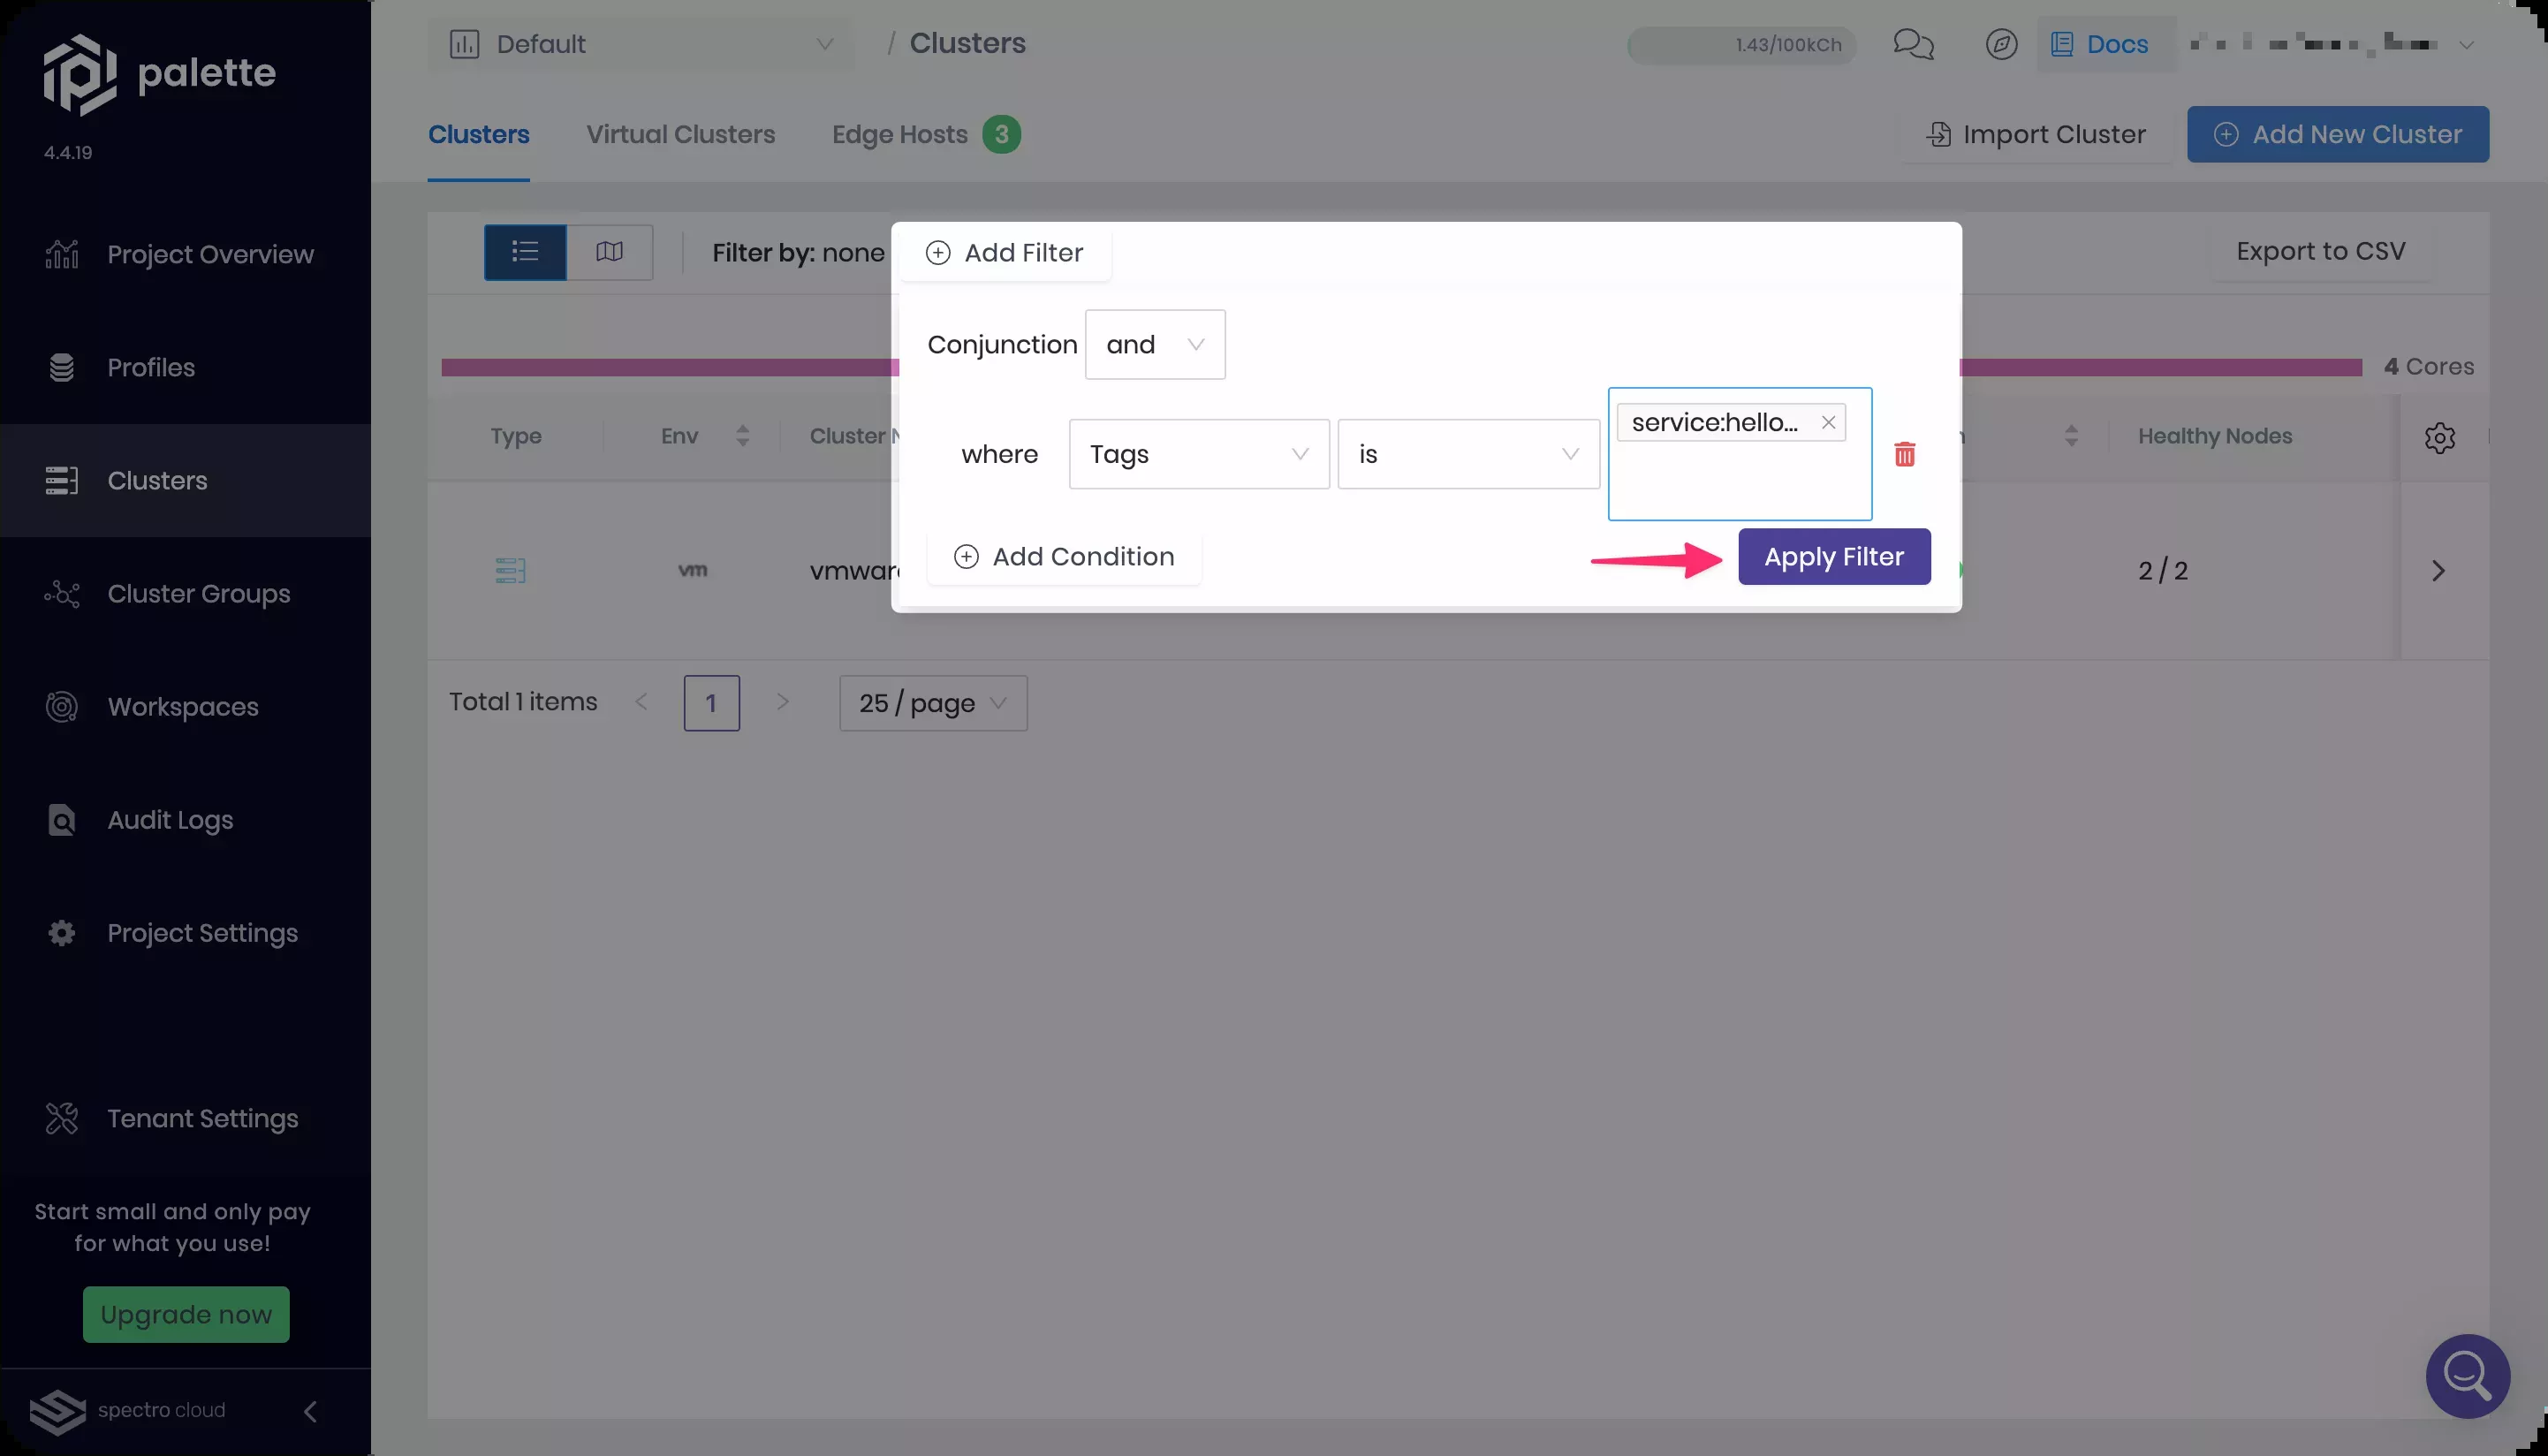 palette
4.4.19
Project Overview
Profiles
Clusters
Cluster Groups
Workspaces
Audit Logs
Project Settings
Tenant Settings
Start small and only pay
for what you use!
Upgrade now
spectro cloud
Default
/ Clusters
1.43/100kCh
Docs
Clusters
Virtual Clusters
Edge Hosts 3
Import Cluster
Add New Cluster
Filter by: none
Add Filter
Export to CSV
Conjunction and
4 Cores
Type
Env
Cluster
Healthy Nodes
where Tags is service:hello...
vm
2 / 2
Add Condition
Apply Filter
Total 1 items
1
25 / page